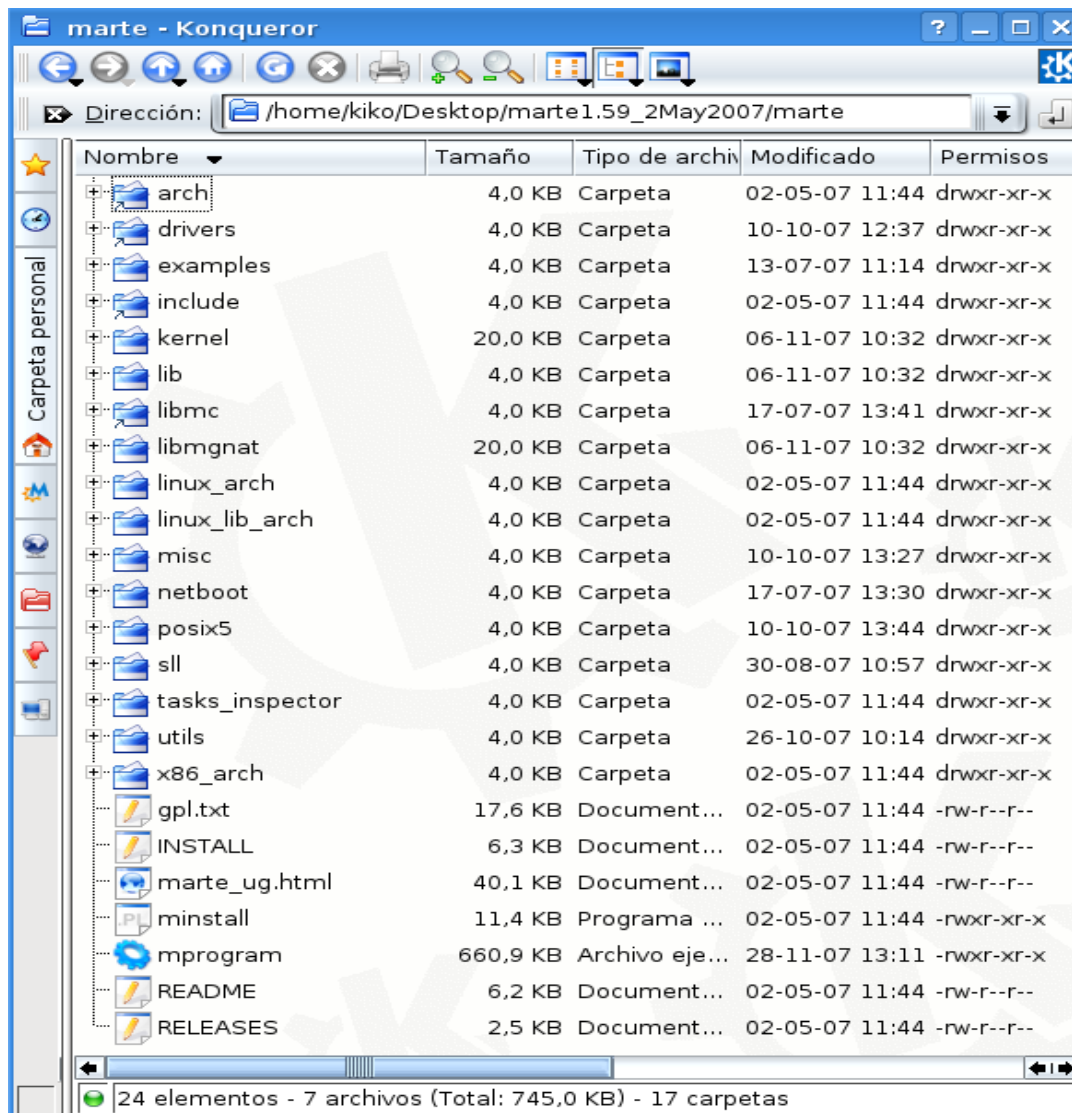 marte - Konqueror
Dirección: /home/kiko/Desktop/marte1.59_2May2007/marte
Nombre Tamaño Tipo de archiv Modificado Permisos
arch 4,0 KB Carpeta 02-05-07 11:44 drwxr-xr-x
drivers 4,0 KB Carpeta 10-10-07 12:37 drwxr-xr-x
examples 4,0 KB Carpeta 13-07-07 11:14 drwxr-xr-x
include 4,0 KB Carpeta 02-05-07 11:44 drwxr-xr-x
kernel 20,0 KB Carpeta 06-11-07 10:32 drwxr-xr-x
lib 4,0 KB Carpeta 06-11-07 10:32 drwxr-xr-x
libmc 4,0 KB Carpeta 17-07-07 13:41 drwxr-xr-x
libmgnat 20,0 KB Carpeta 06-11-07 10:32 drwxr-xr-x
linux_arch 4,0 KB Carpeta 02-05-07 11:44 drwxr-xr-x
linux_lib_arch 4,0 KB Carpeta 02-05-07 11:44 drwxr-xr-x
misc 4,0 KB Carpeta 10-10-07 13:27 drwxr-xr-x
netboot 4,0 KB Carpeta 17-07-07 13:30 drwxr-xr-x
posix5 4,0 KB Carpeta 10-10-07 13:44 drwxr-xr-x
sll 4,0 KB Carpeta 30-08-07 10:57 drwxr-xr-x
tasks_inspector 4,0 KB Carpeta 02-05-07 11:44 drwxr-xr-x
utils 4,0 KB Carpeta 26-10-07 10:14 drwxr-xr-x
x86_arch 4,0 KB Carpeta 02-05-07 11:44 drwxr-xr-x
gpl.txt 17,6 KB Document... 02-05-07 11:44 -rw-r--r--
INSTALL 6,3 KB Document... 02-05-07 11:44 -rw-r--r--
marte_ug.html 40,1 KB Document... 02-05-07 11:44 -rw-r--r--
minstall 11,4 KB Programa ... 02-05-07 11:44 -rwxr-xr-x
mprogram 660,9 KB Archivo eje... 28-11-07 13:11 -rwxr-xr-x
README 6,2 KB Document... 02-05-07 11:44 -rw-r--r--
RELEASES 2,5 KB Document... 02-05-07 11:44 -rw-r--r--
Carpeta personal
24 elementos - 7 archivos (Total: 745,0 KB) - 17 carpetas